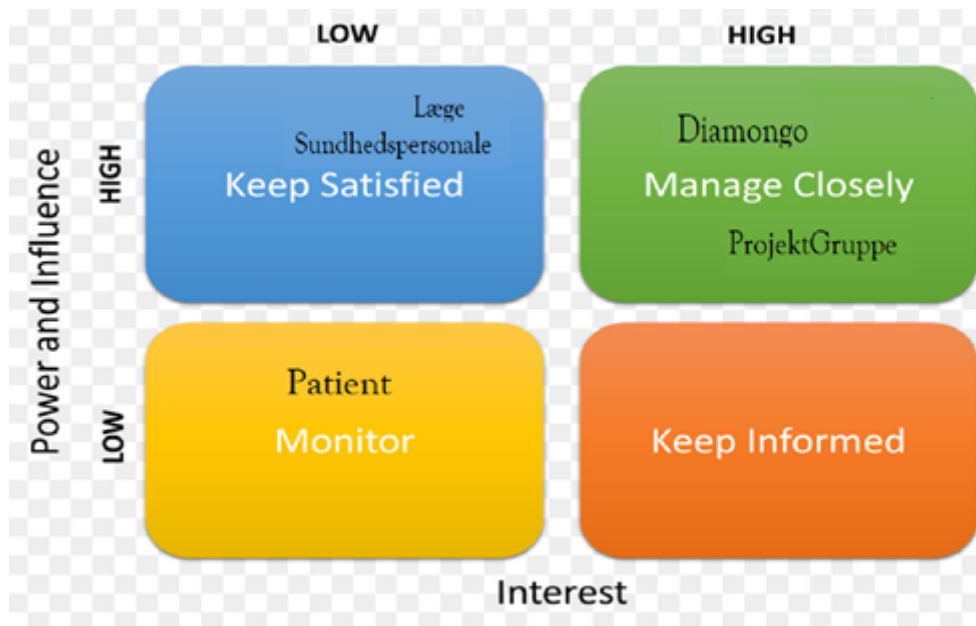 LOW
HIGH
Power and Influence
HIGH
Læge
Sundhedspersonale
Keep Satisfied
Diamongo
Manage Closely
ProjektGruppe
LOW
Patient
Monitor
Keep Informed
Interest